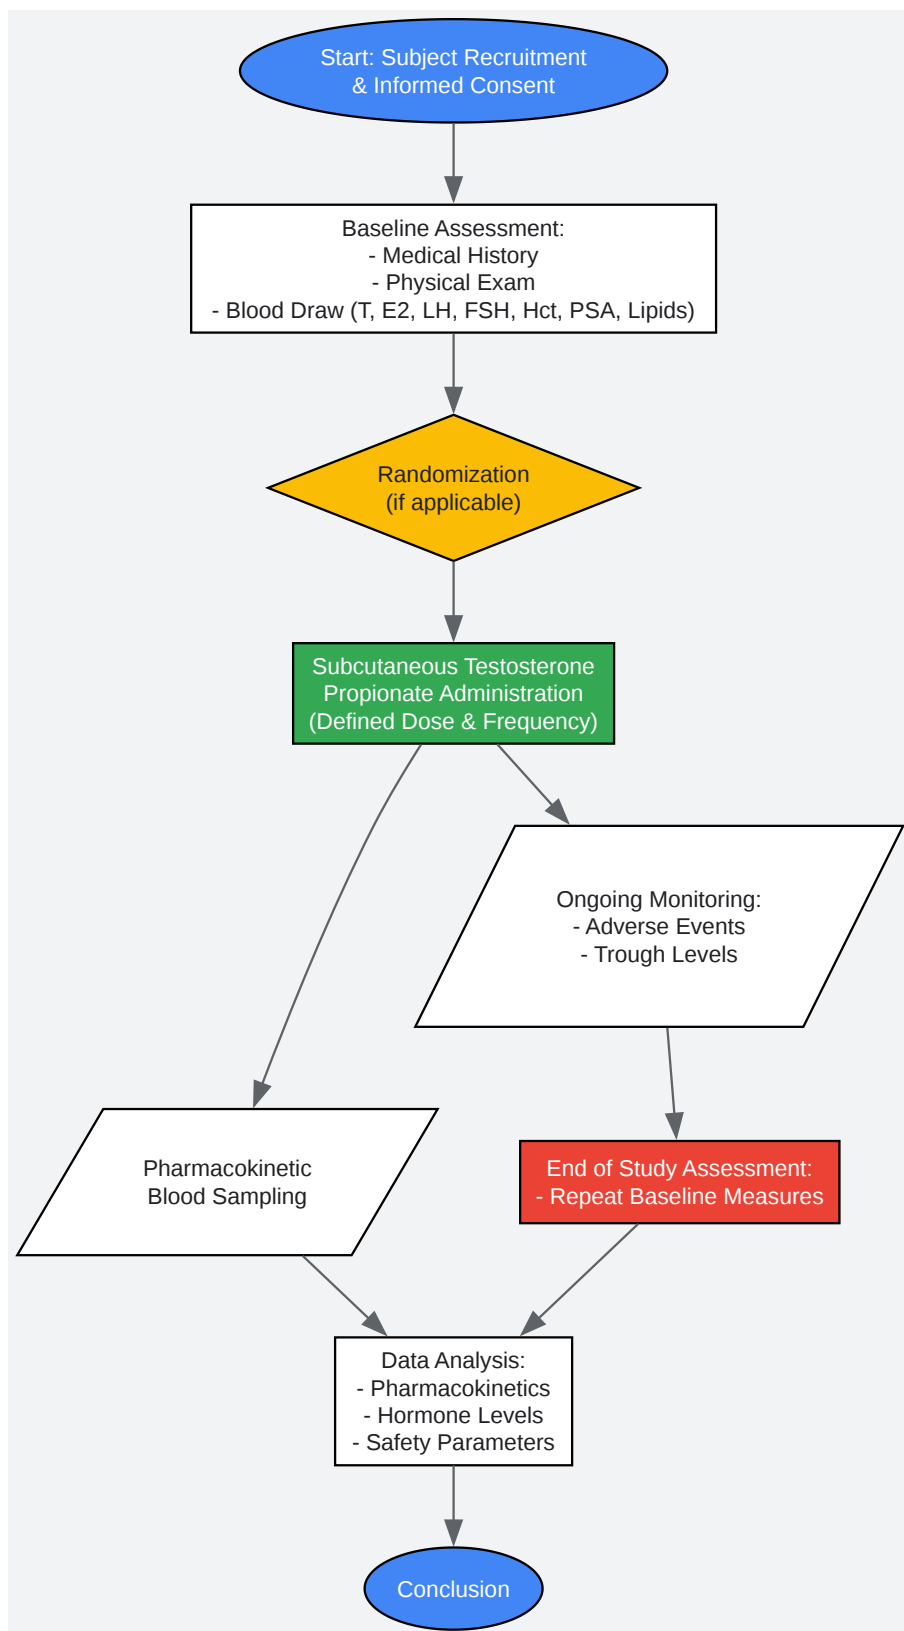 Start: Subject Recruitment
& Informed Consent
Baseline Assessment:
- Medical History
- Physical Exam
- Blood Draw (T, E2, LH, FSH, Hct, PSA, Lipids)
Randomization
(if applicable)
Subcutaneous Testosterone
Propionate Administration
(Defined Dose & Frequency)
Ongoing Monitoring:
- Adverse Events
- Trough Levels
Pharmacokinetic
Blood Sampling
End of Study Assessment:
- Repeat Baseline Measures
Data Analysis:
- Pharmacokinetics
- Hormone Levels
- Safety Parameters
Conclusion